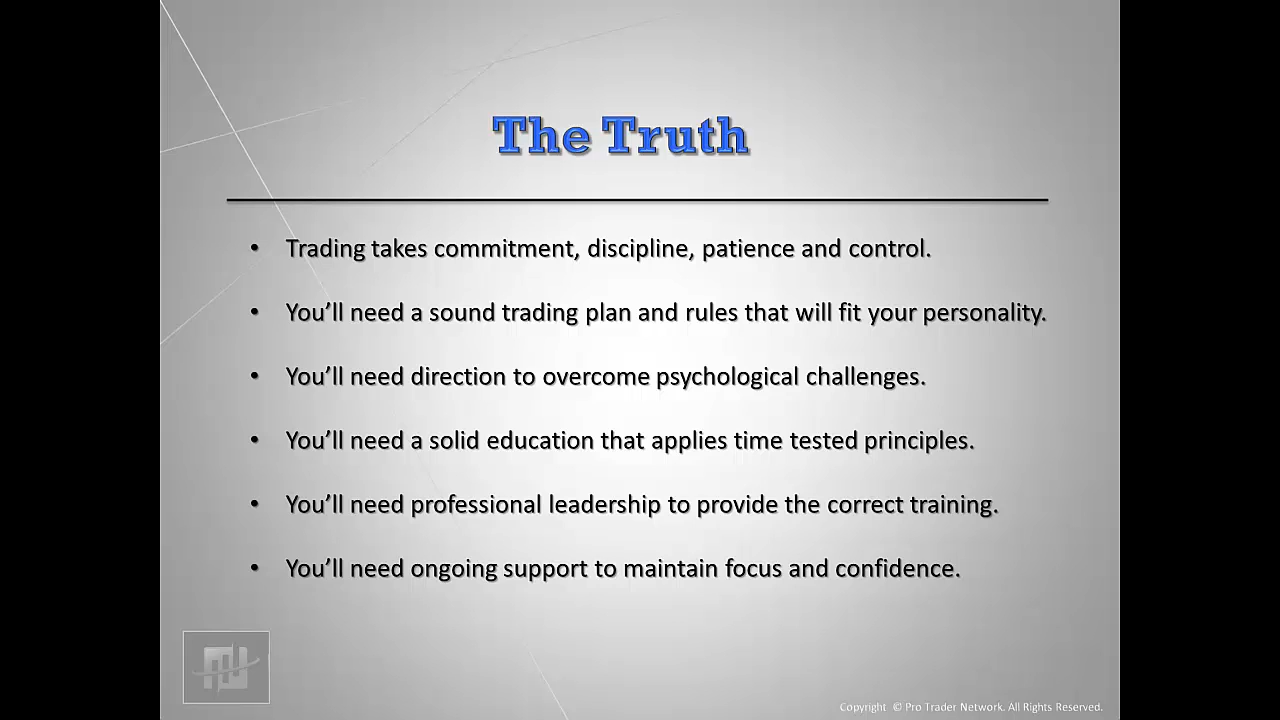 The Truth
• Trading takes commitment, discipline, patience and control.
• You’ll need a sound trading plan and rules that will fit your personality.
• You’ll need direction to overcome psychological challenges.
• You’ll need a solid education that applies time tested principles.
• You’ll need professional leadership to provide the correct training.
• You’ll need ongoing support to maintain focus and confidence.
Copyright © Pro Trader Network. All Rights Reserved.